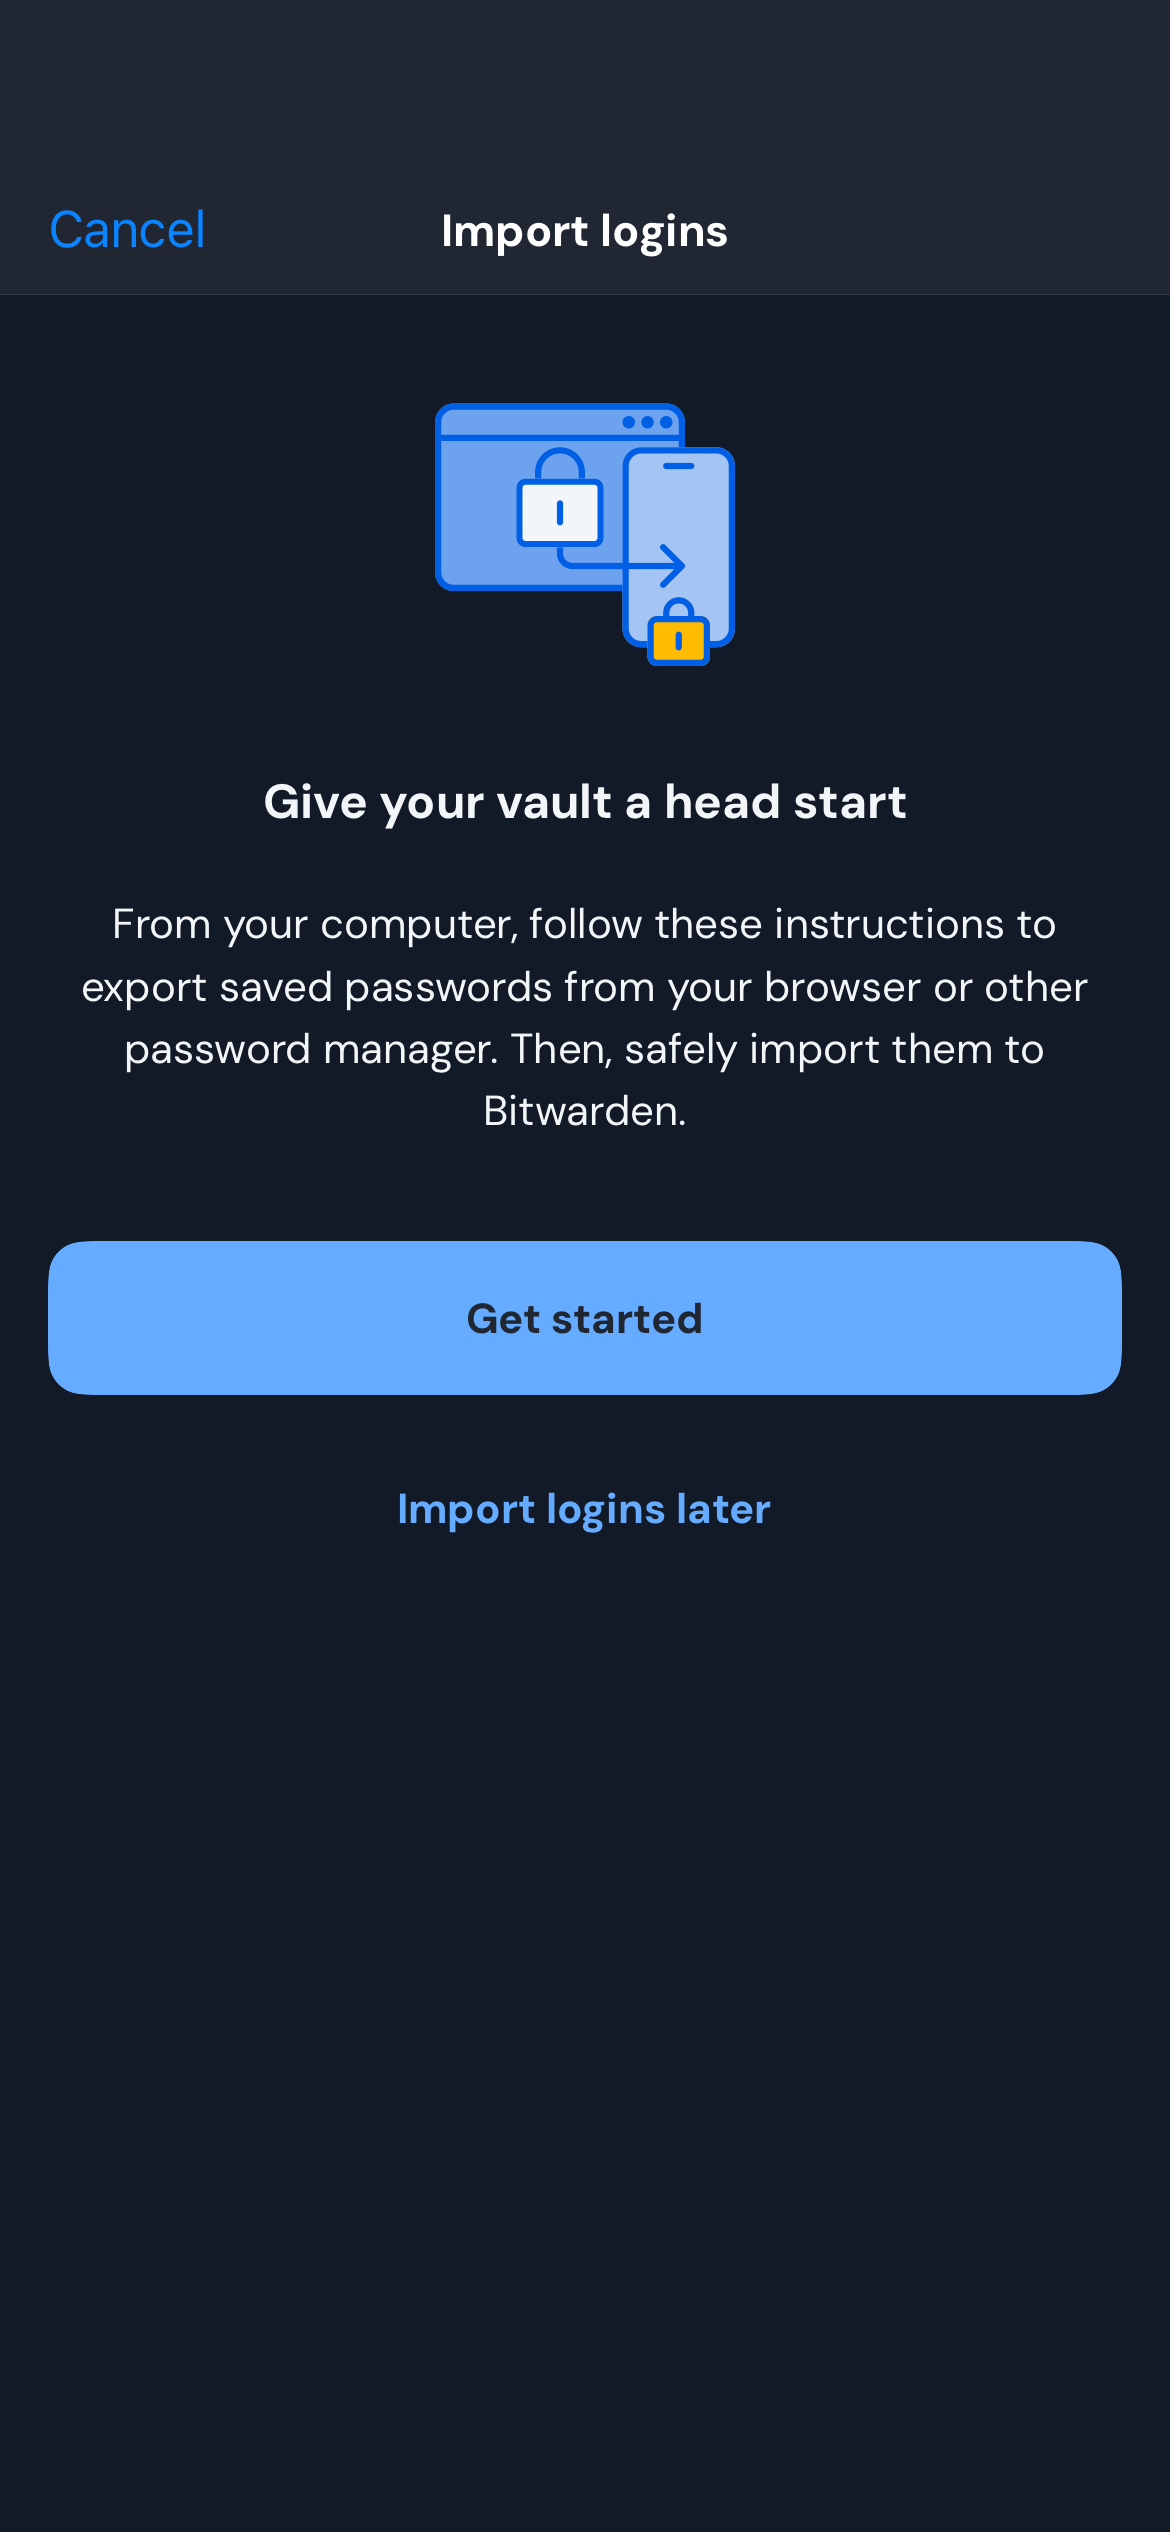 Cancel
Import logins
Give your vault a head start
From your computer, follow these instructions to
export saved passwords from your browser or other
password manager. Then, safely import them to
Bitwarden.
Get started
Import logins later